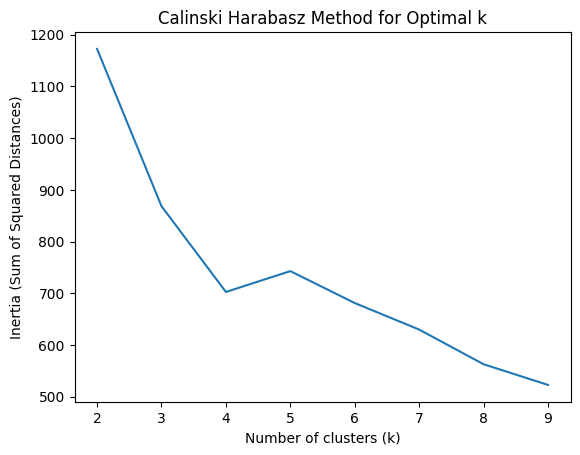 Calinski Harabasz Method for Optimal k
1200
1100
1000
900
800
700
600
500
Inertia (Sum of Squared Distances)
2 3 4 5 6 7 8 9
Number of clusters (k)